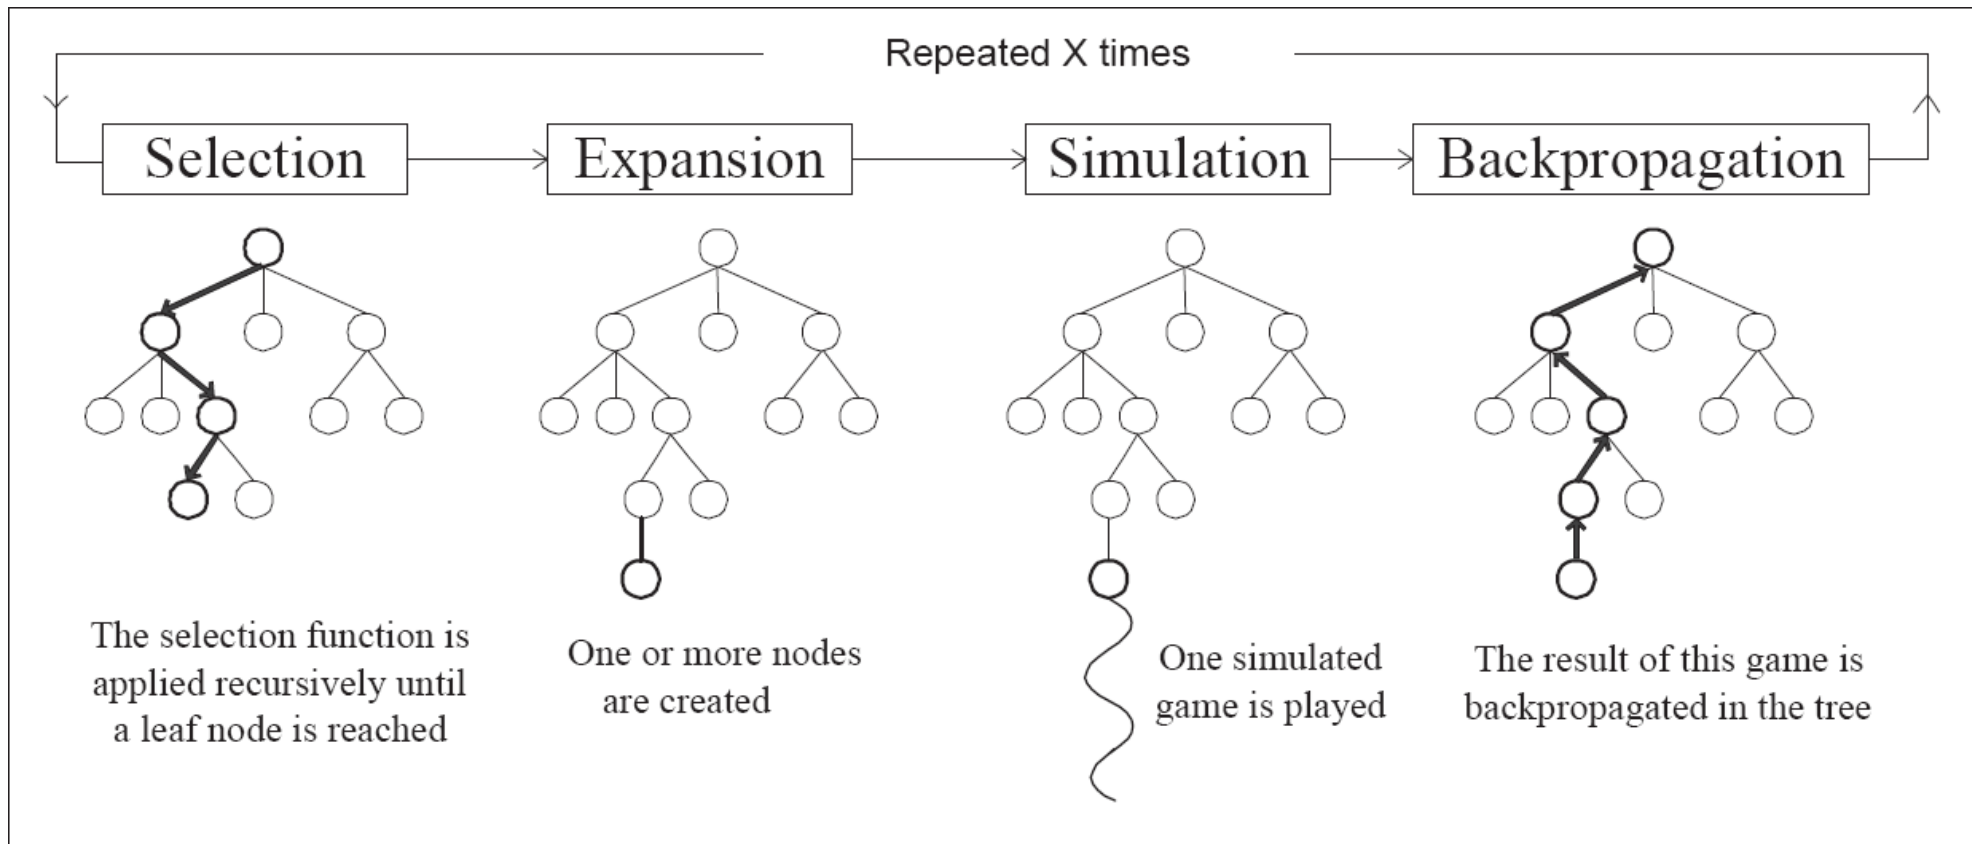 Repeated X times
Selection
Expansion
Simulation
Backpropagation
The selection function is
applied recursively until
a leaf node is reached
One or more nodes
are created
One simulated
game is played
The result of this game is
backpropagated in the tree